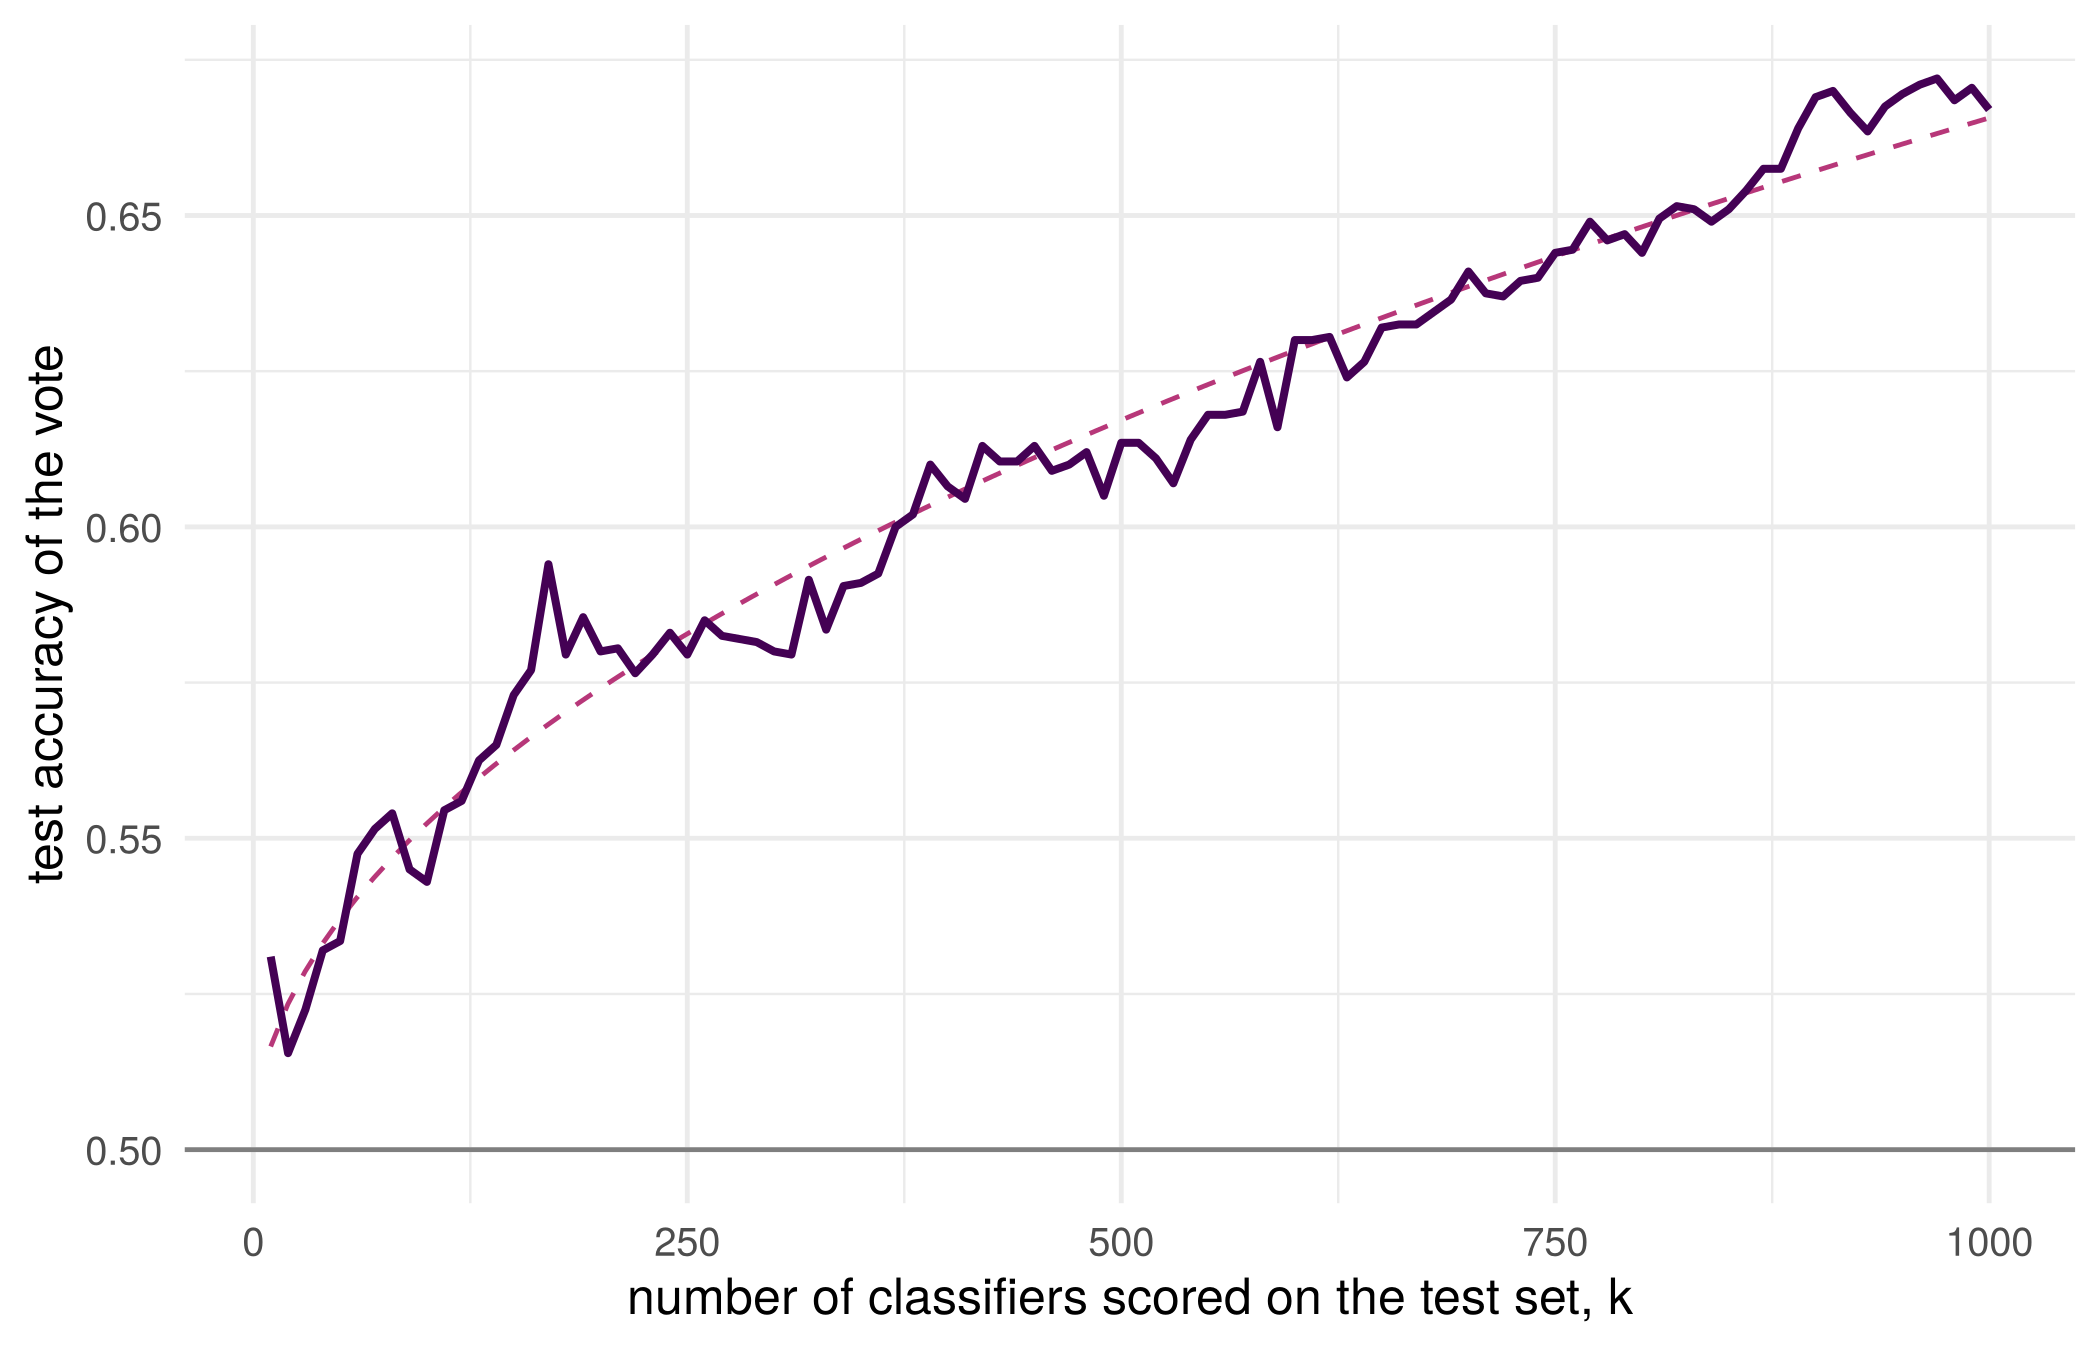 test accuracy of the vote
0.65
0.60
0.55
0.50
0 250 500 750 1000
number of classifiers scored on the test set, k